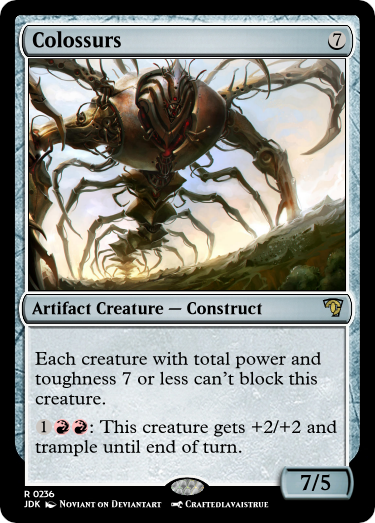 Colossurs 7
Artifact Creature — Construct
Each creature with total power and
toughness 7 or less can't block this
creature.
1 : This creature gets +2/+2 and
trample until end of turn.
7/5
R 0236
JDK Noviant on Deviantart Craftedlavaistrue